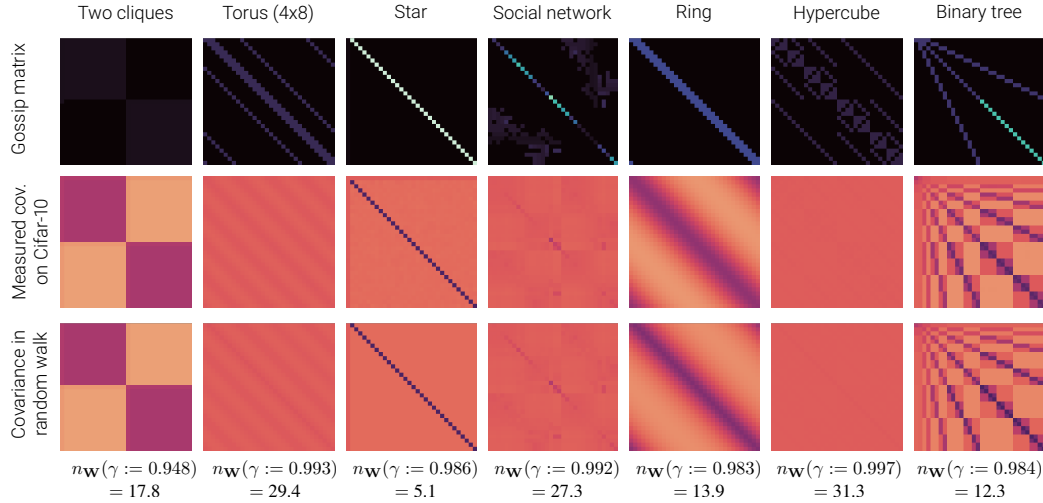 Two cliques Torus (4x8) Star Social network Ring Hypercube Binary tree
Gossip matrix
Measured cov.
on Cifar-10
Covariance in
random walk
n_W(γ := 0.948) n_W(γ := 0.993) n_W(γ := 0.986) n_W(γ := 0.992) n_W(γ := 0.983) n_W(γ := 0.997) n_W(γ := 0.984)
= 17.8 = 29.4 = 5.1 = 27.3 = 13.9 = 31.3 = 12.3